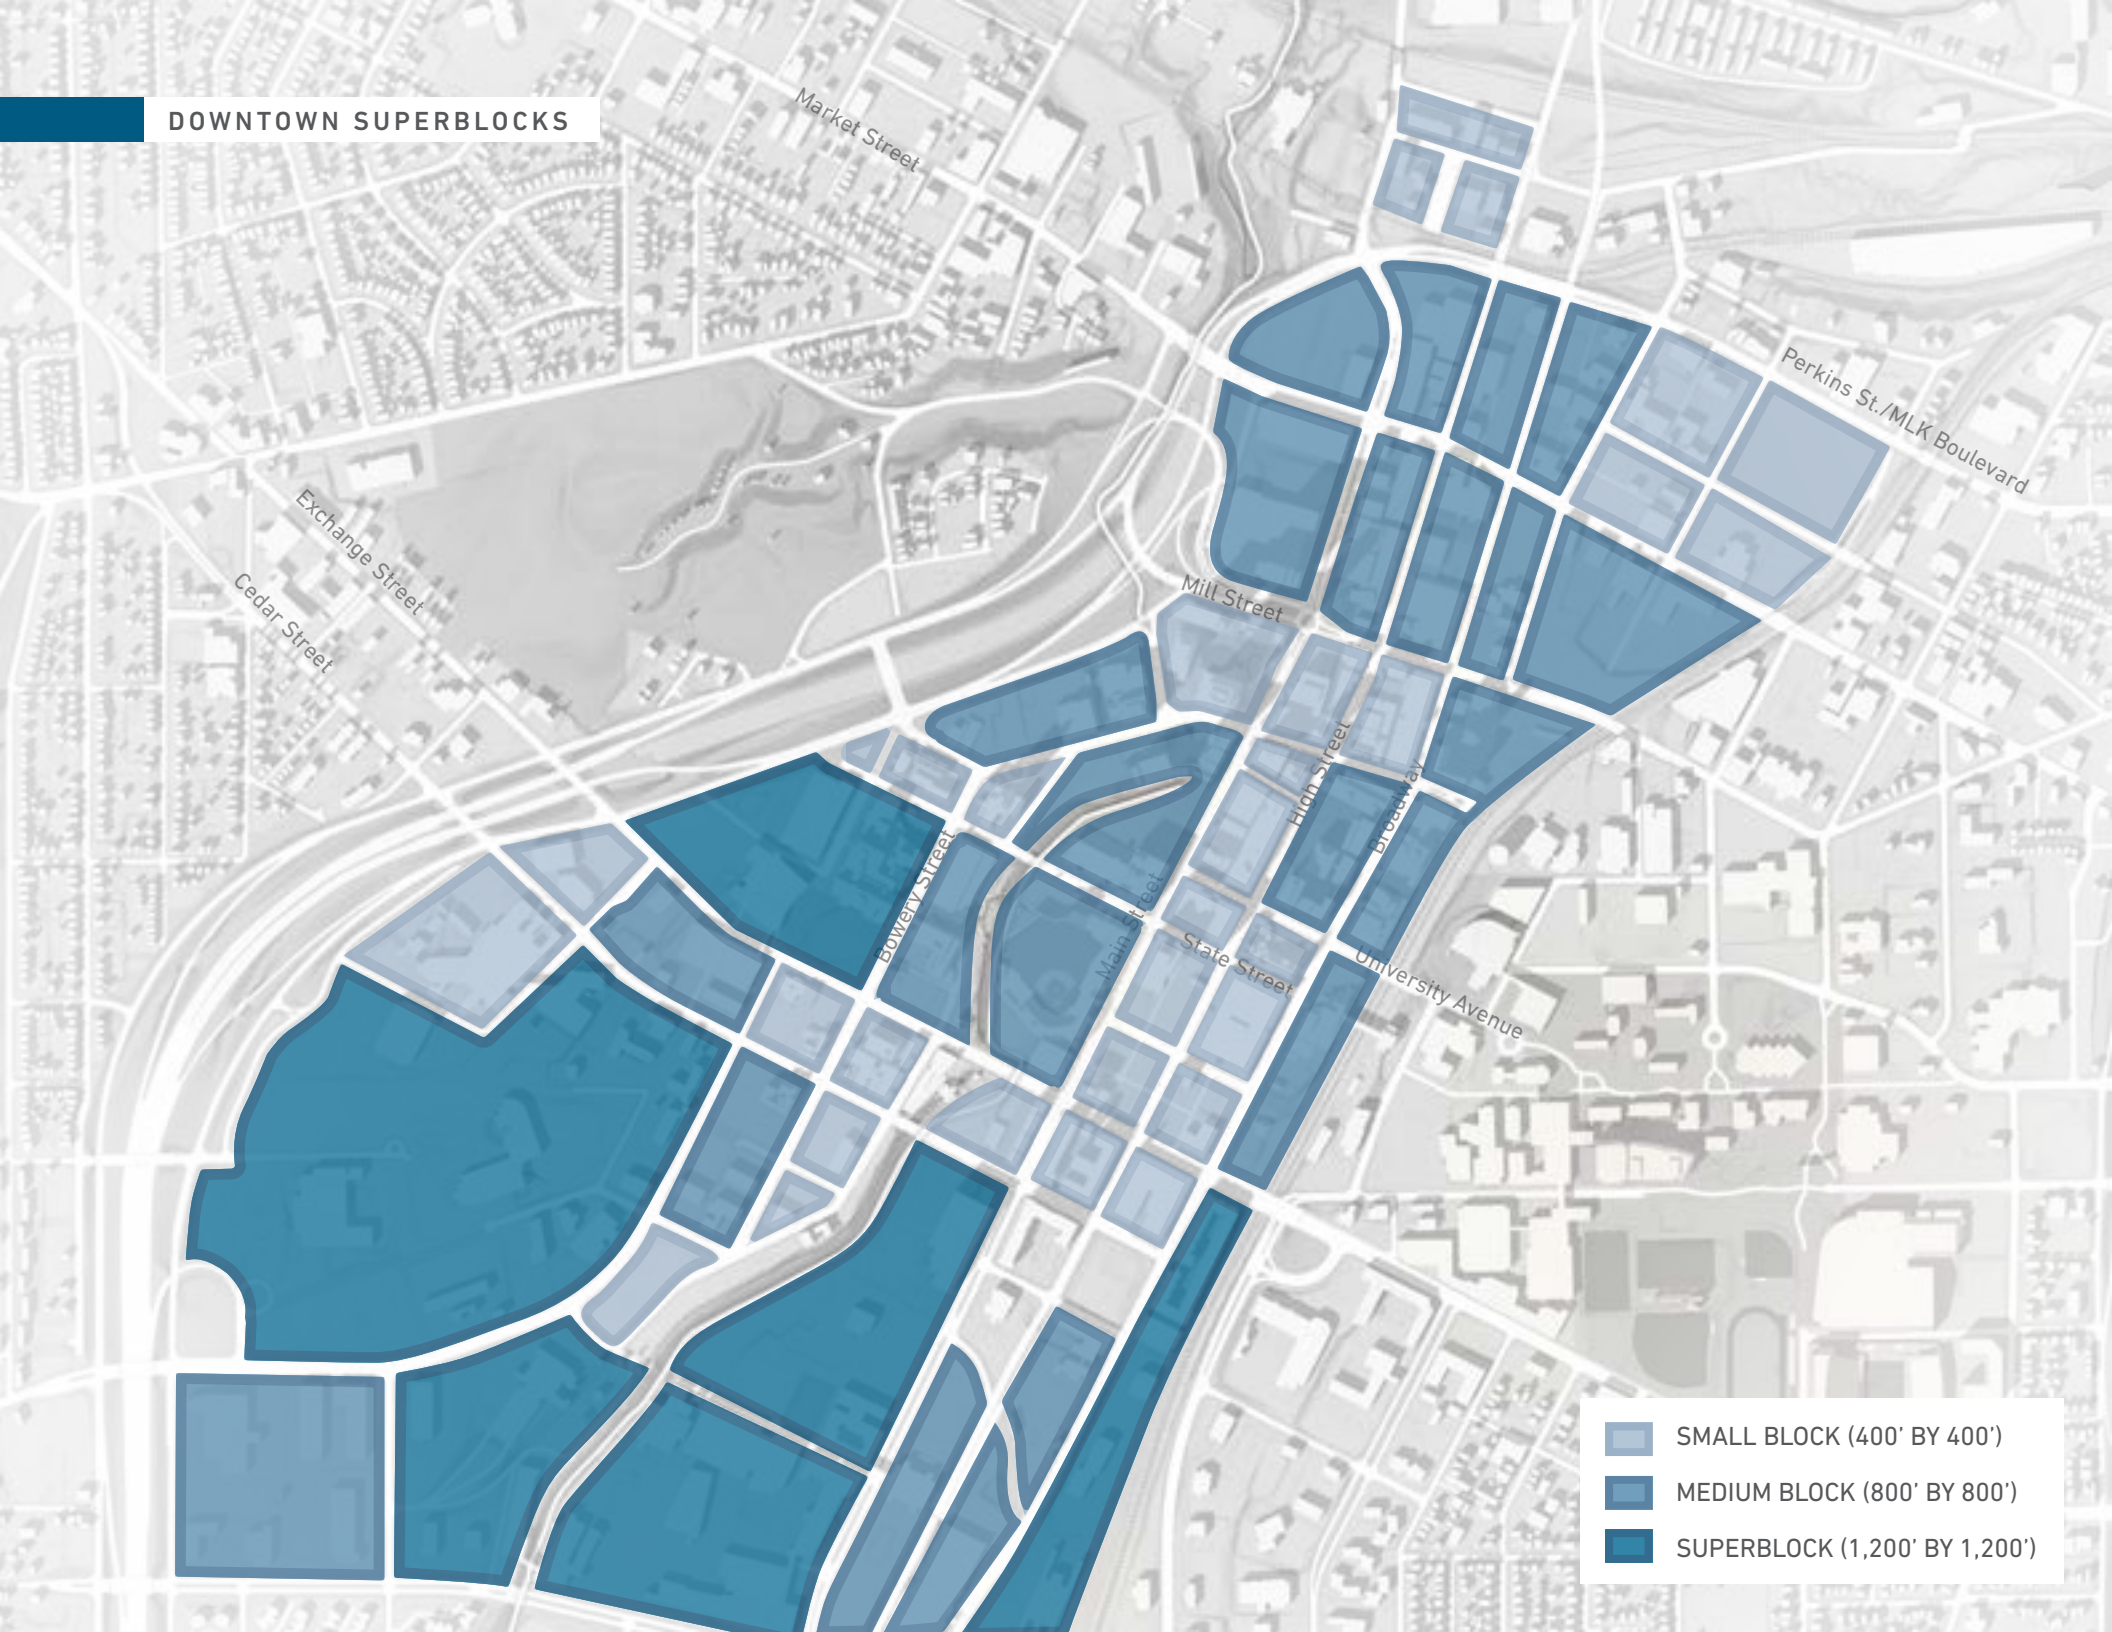 DOWNTOWN SUPERBLOCKS
Market Street
Perkins St./MLK Boulevard
Exchange Street
Cedar Street
Mill Street
High Street
Broadway
Bowery Street
Main Street
State Street
University Avenue
SMALL BLOCK (400’ BY 400’)
MEDIUM BLOCK (800’ BY 800’)
SUPERBLOCK (1,200’ BY 1,200’)